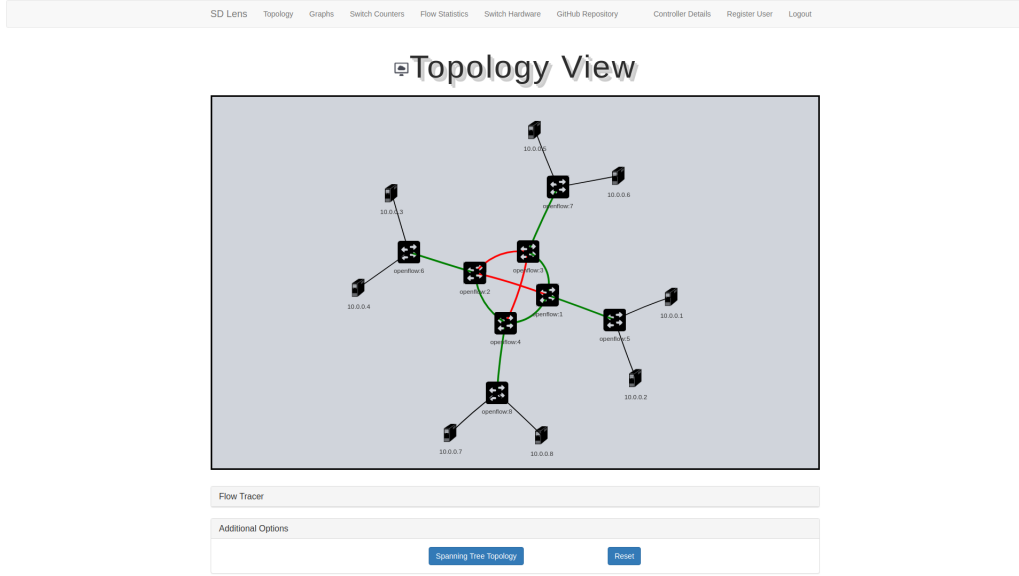 SD Lens Topology Graphs Switch Counters Flow Statistics Switch Hardware GitHub Repository Controller Details Register User Logout
Topology View
10.0.0.5
10.0.0.6
openflow:7
10.0.0.3
openflow:6
openflow:3
openflow:2
10.0.0.4
openflow:1
10.0.0.1
openflow:4
openflow:5
10.0.0.2
openflow:8
10.0.0.7
10.0.0.8
Flow Tracer
Additional Options
Spanning Tree Topology Reset